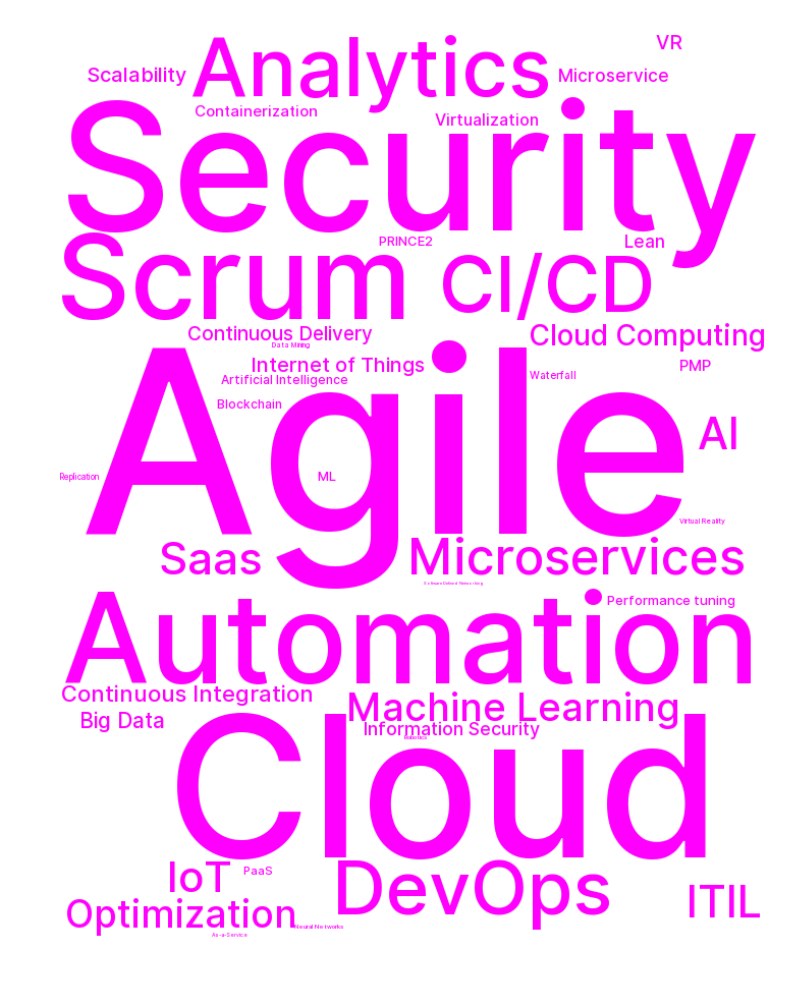 VR
Analytics
Scalability
Microservice
Containerization
Virtualization
Security
PRINCE2
Lean
Scrum
CI/CD
Continuous Delivery
Cloud Computing
Data Mining
Internet of Things
PMP
Artificial Intelligence
Waterfall
Blockchain
Agile
AI
Replication
ML
Virtual Reality
Saas
Microservices
Performance tuning
Automation
Continuous Integration
Machine Learning
Big Data
Information Security
Cloud
IoT
PaaS
DevOps
ITIL
Optimization
Neural Networks
As-a-Service